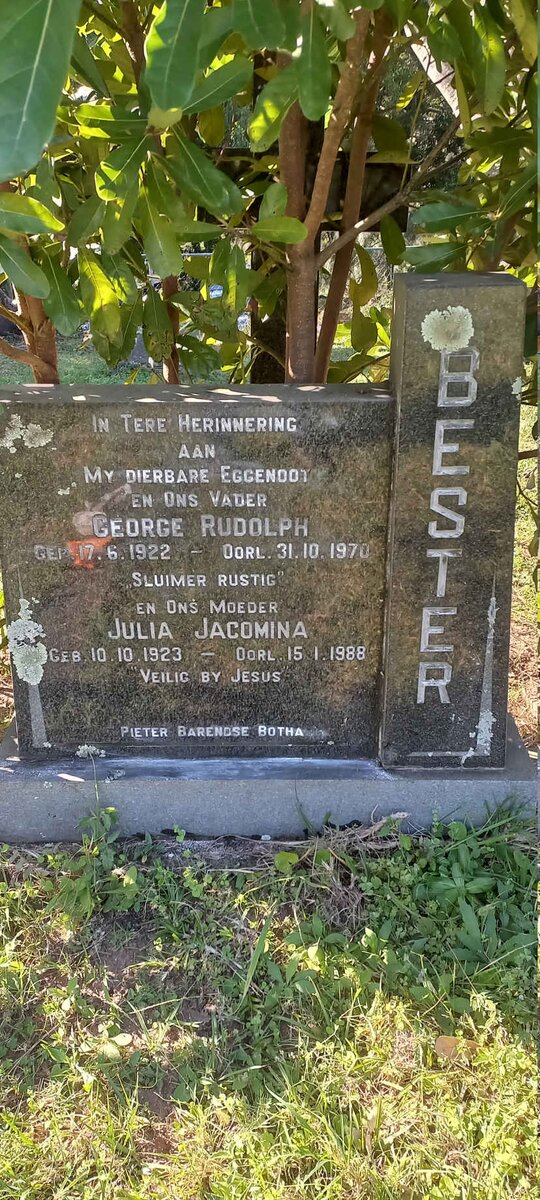 IN TERE HERINNERING
AAN
MY DIERBARE EGGENOOT
EN ONS VADER
GEORGE RUDOLPH
GEB. 17.6.1922 – OORL. 31.10.1970
"SLUIMER RUSTIG"
EN ONS MOEDER
JULIA JACOMINA
GEB. 10.10.1923 – OORL. 15.1.1988
"VEILIG BY JESUS"
PIETER BARENDSE BOTHA
BESTER